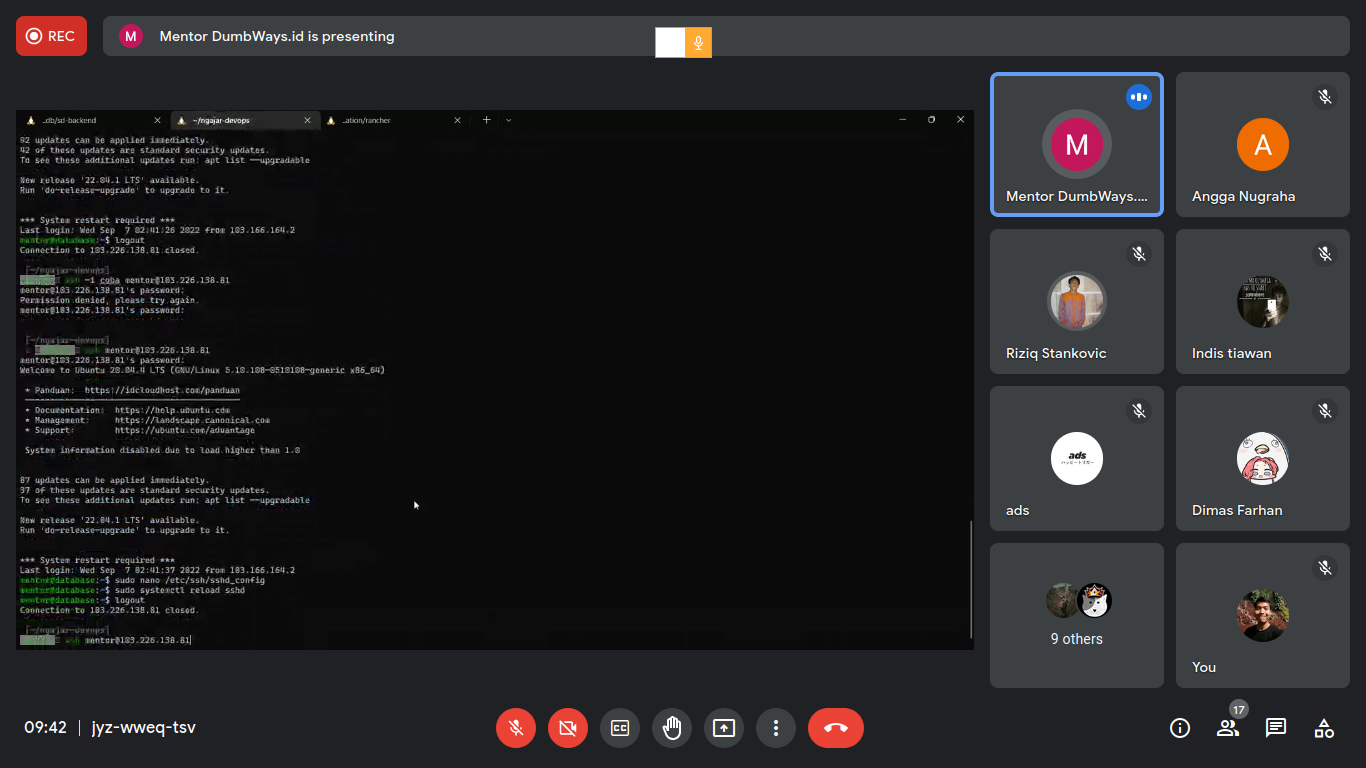 REC
M
Mentor DumbWays.id is presenting
_db/sd-backend
~/ngajar-devops
_ation/rancher
92 updates can be applied immediately.
42 of these updates are standard security updates.
To see these additional updates run: apt list --upgradable
New release '22.04.1 LTS' available.
Run 'do-release-upgrade' to upgrade to it.
*** System restart required ***
Last login: Wed Sep  7 02:41:26 2022 from 103.166.164.2
mentor@database:~$ logout
Connection to 103.226.138.81 closed.
[~/ngajar-devops]
ssh -i coba mentor@103.226.138.81
mentor@103.226.138.81's password:
Permission denied, please try again.
mentor@103.226.138.81's password:
[~/ngajar-devops]
ssh mentor@103.226.138.81
mentor@103.226.138.81's password:
Welcome to Ubuntu 20.04.4 LTS (GNU/Linux 5.10.108-0510108-generic x86_64)
* Panduan:  https://idcloudhost.com/panduan
* Documentation:  https://help.ubuntu.com
* Management:     https://landscape.canonical.com
* Support:        https://ubuntu.com/advantage
System information disabled due to load higher than 1.0
87 updates can be applied immediately.
37 of these updates are standard security updates.
To see these additional updates run: apt list --upgradable
New release '22.04.1 LTS' available.
Run 'do-release-upgrade' to upgrade to it.
*** System restart required ***
Last login: Wed Sep  7 02:41:37 2022 from 103.166.164.2
mentor@database:~$ sudo nano /etc/ssh/sshd_config
mentor@database:~$ sudo systemctl reload sshd
mentor@database:~$ logout
Connection to 103.226.138.81 closed.
[~/ngajar-devops]
ssh mentor@103.226.138.81
M
Mentor DumbWays....
A
Angga Nugraha
Riziq Stankovic
Indis tiawan
ads
ads
Dimas Farhan
9 others
You
09:42 | jyz-wweq-tsv
CC
17